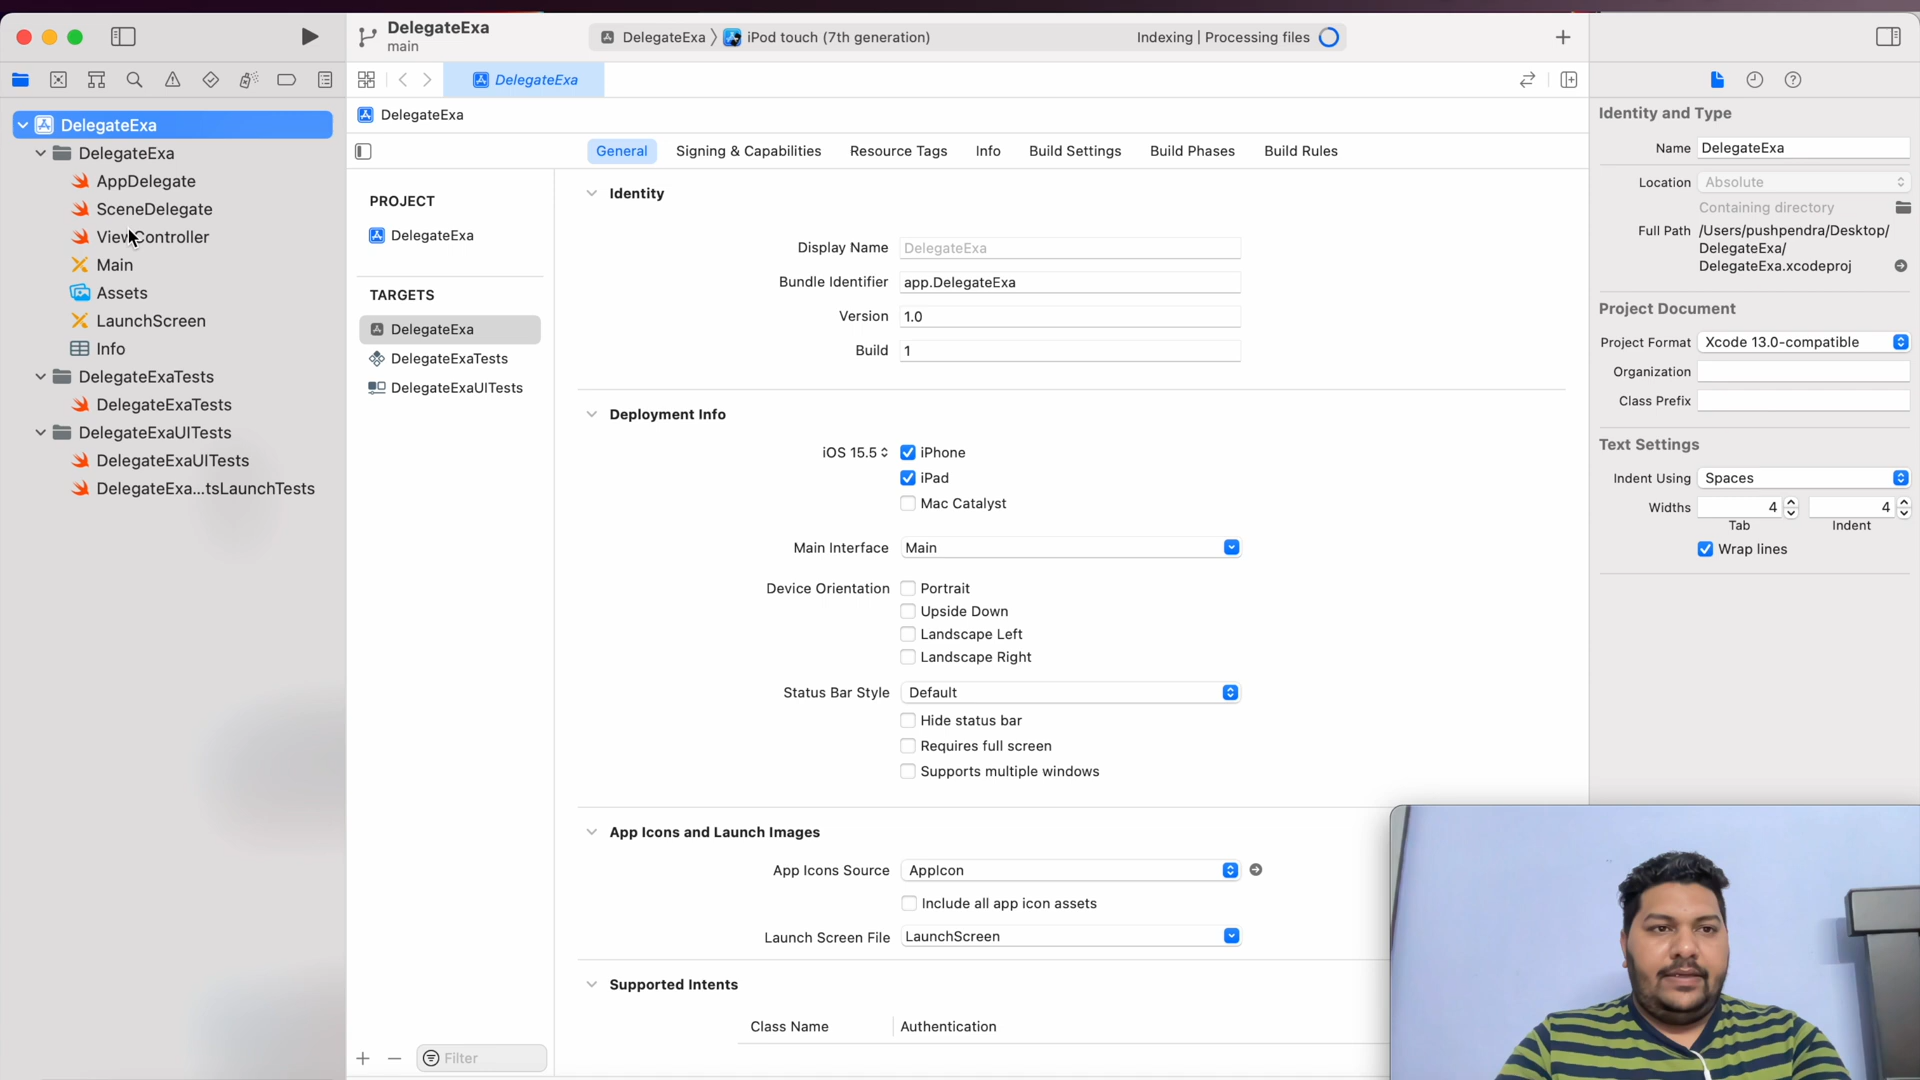 DelegateExa
main
DelegateExa
iPod touch (7th generation)
Indexing | Processing files
DelegateExa
DelegateExa
DelegateExa
DelegateExa
AppDelegate
SceneDelegate
ViewController
Main
Assets
LaunchScreen
Info
DelegateExaTests
DelegateExaTests
DelegateExaUITests
DelegateExaUITests
DelegateExa...tsLaunchTests
General
Signing & Capabilities
Resource Tags
Info
Build Settings
Build Phases
Build Rules
PROJECT
DelegateExa
TARGETS
DelegateExa
DelegateExaTests
DelegateExaUITests
Filter
Identity
Display Name DelegateExa
Bundle Identifier app.DelegateExa
Version 1.0
Build 1
Deployment Info
iOS 15.5 iPhone
iPad
Mac Catalyst
Main Interface Main
Device Orientation Portrait
Upside Down
Landscape Left
Landscape Right
Status Bar Style Default
Hide status bar
Requires full screen
Supports multiple windows
App Icons and Launch Images
App Icons Source AppIcon
Include all app icon assets
Launch Screen File LaunchScreen
Supported Intents
Class Name Authentication
Identity and Type
Name DelegateExa
Location Absolute
Containing directory
Full Path /Users/pushpendra/Desktop/
DelegateExa/
DelegateExa.xcodeproj
Project Document
Project Format Xcode 13.0-compatible
Organization
Class Prefix
Text Settings
Indent Using Spaces
Widths 4 4
Tab Indent
Wrap lines